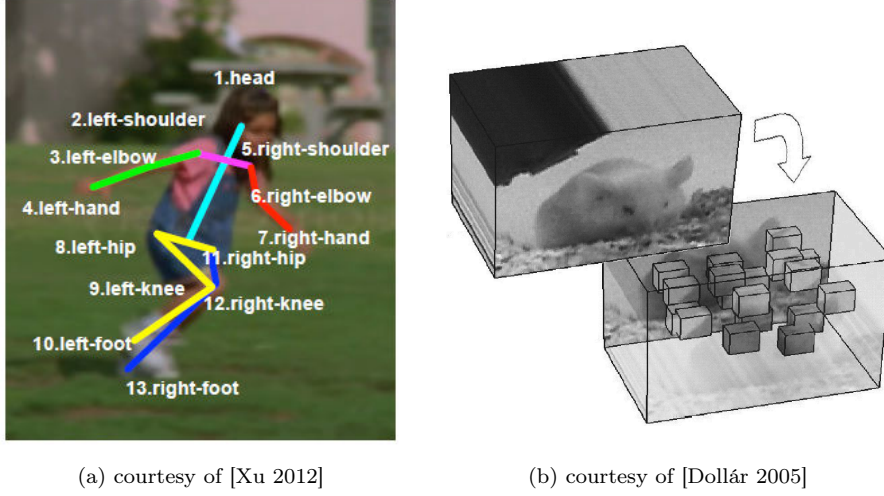 1.head
2.left-shoulder
3.left-elbow
5.right-shoulder
4.left-hand
6.right-elbow
7.right-hand
8.left-hip
11.right-hip
9.left-knee
12.right-knee
10.left-foot
13.right-foot
(a) courtesy of [Xu 2012]
(b) courtesy of [Dollár 2005]